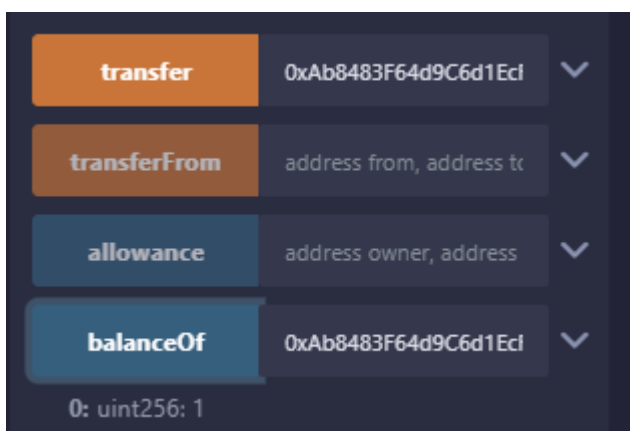 transfer 0xAb8483F64d9C6d1Ecl
transferFrom address from, address to
allowance address owner, address
balanceOf 0xAb8483F64d9C6d1Ecl
0: uint256: 1